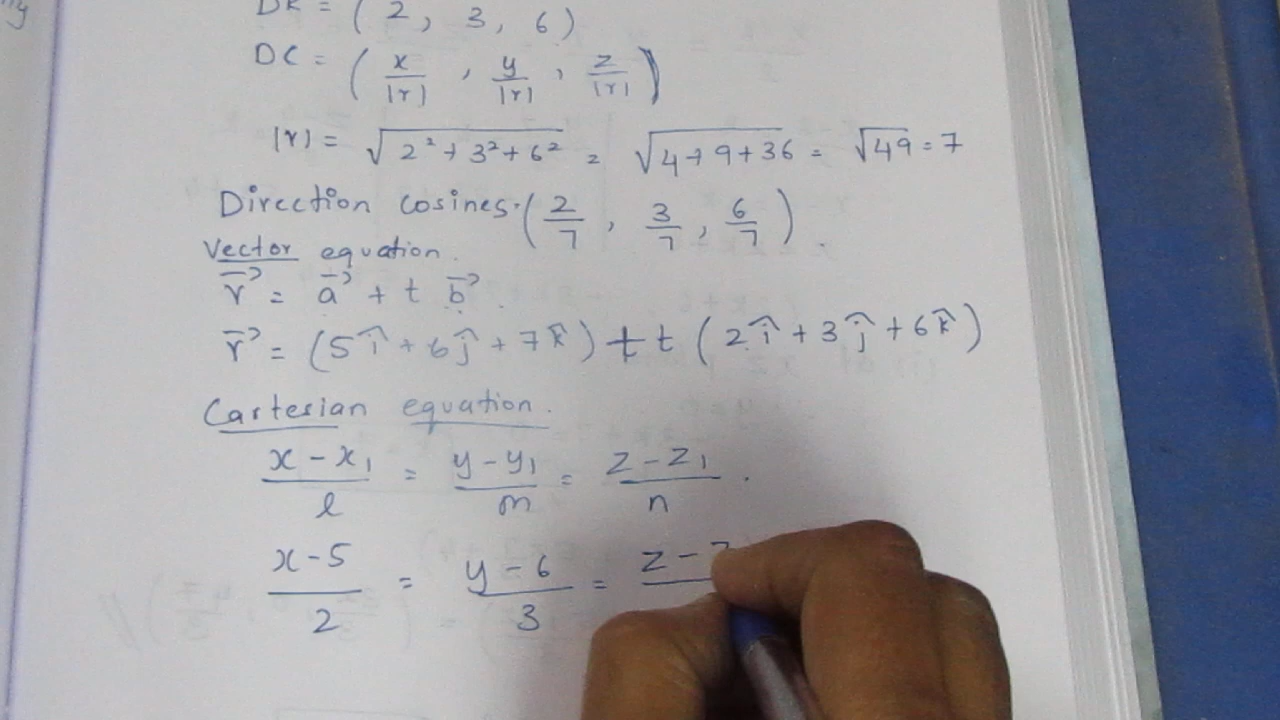 DR = ( 2 , 3 , 6 )
DC = ( x/|r| , y/|r| , z/|r| )
|r| = √(2² + 3² + 6²) = √(4 + 9 + 36) = √49 = 7
Direction cosines. ( 2/7 , 3/7 , 6/7 ) .
Vector equation.
r⃗ = a⃗ + t b⃗ .
r⃗ = (5î + 6ĵ + 7k̂) + t ( 2î + 3ĵ + 6k̂ )
Cartesian equation.
x - x₁/l = y - y₁/m = z - z₁/n .
x - 5/2 = y - 6/3 = z - 7